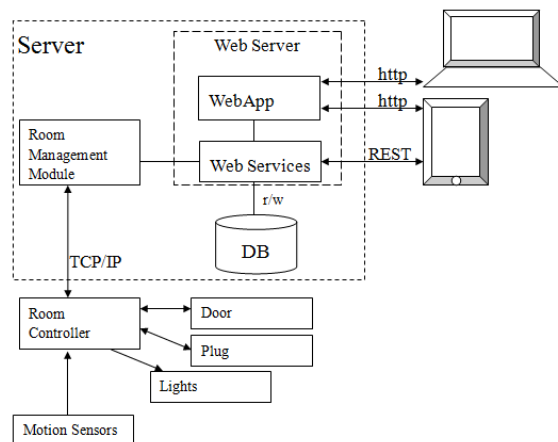 Server
Web Server
WebApp
http
http
Room
Management
Module
Web Services
REST
r/w
DB
TCP/IP
Room
Controller
Door
Plug
Lights
Motion Sensors